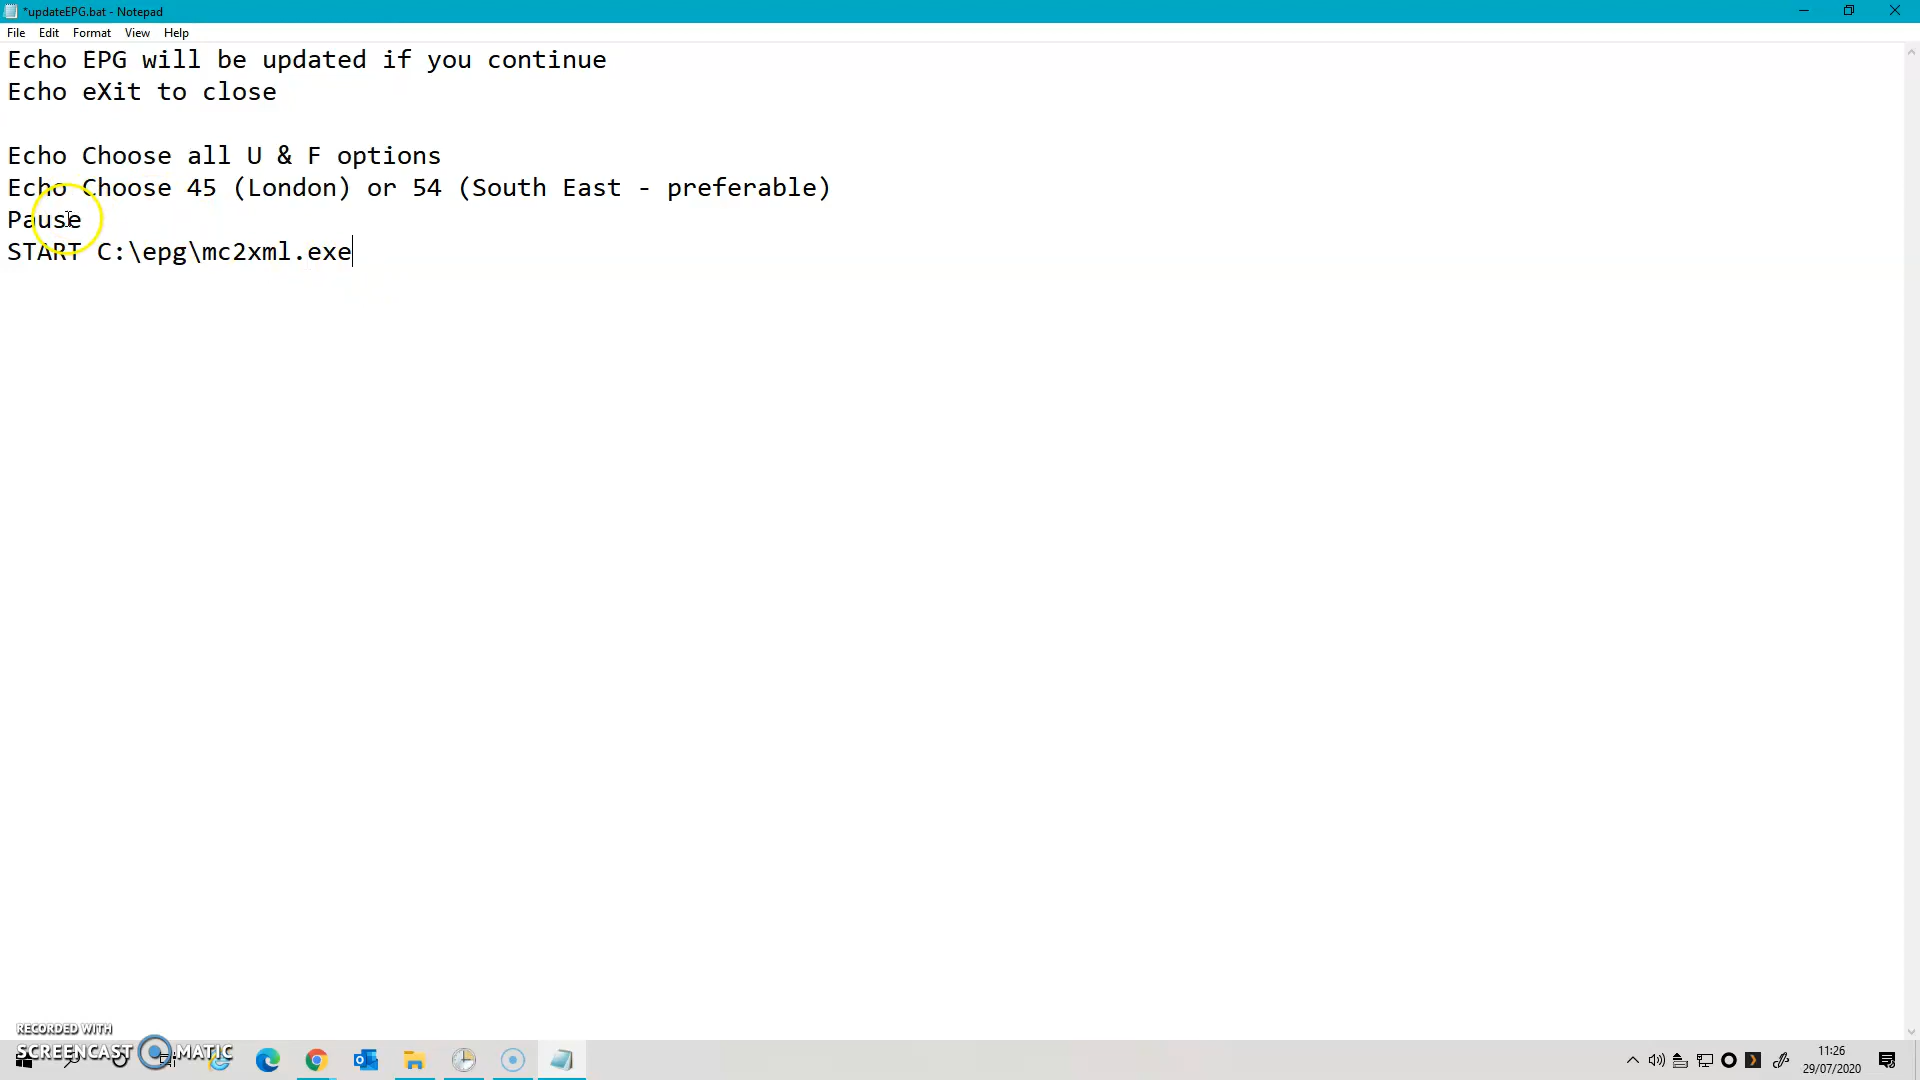 *updateEPG.bat - Notepad
File Edit Format View Help
Echo EPG will be updated if you continue
Echo eXit to close
Echo Choose all U & F options
Echo Choose 45 (London) or 54 (South East - preferable)
Pause
START C:\epg\mc2xml.exe
RECORDED WITH
SCREENCAST MATIC
11:26
29/07/2020